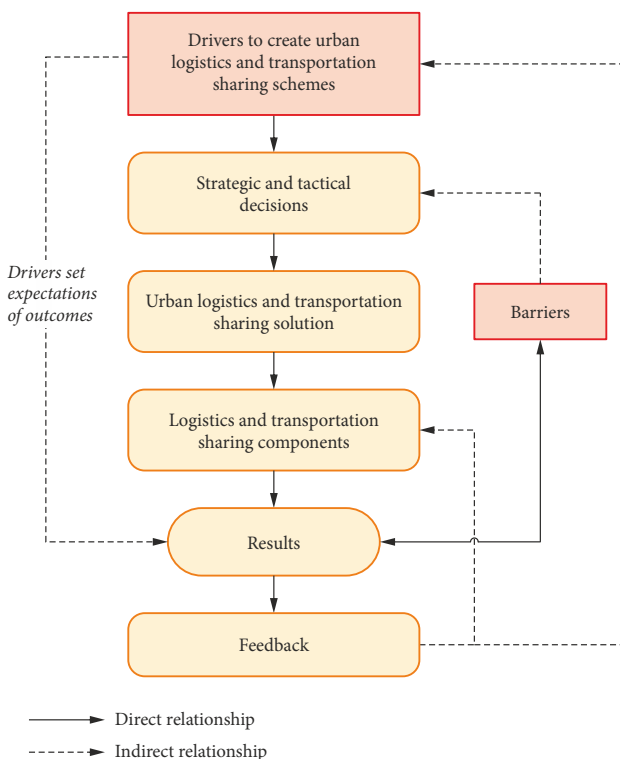 Drivers to create urban
logistics and transportation
sharing schemes
Strategic and tactical
decisions
Drivers set
expectations
of outcomes
Urban logistics and transportation
sharing solution
Barriers
Logistics and transportation
sharing components
Results
Feedback
Direct relationship
Indirect relationship